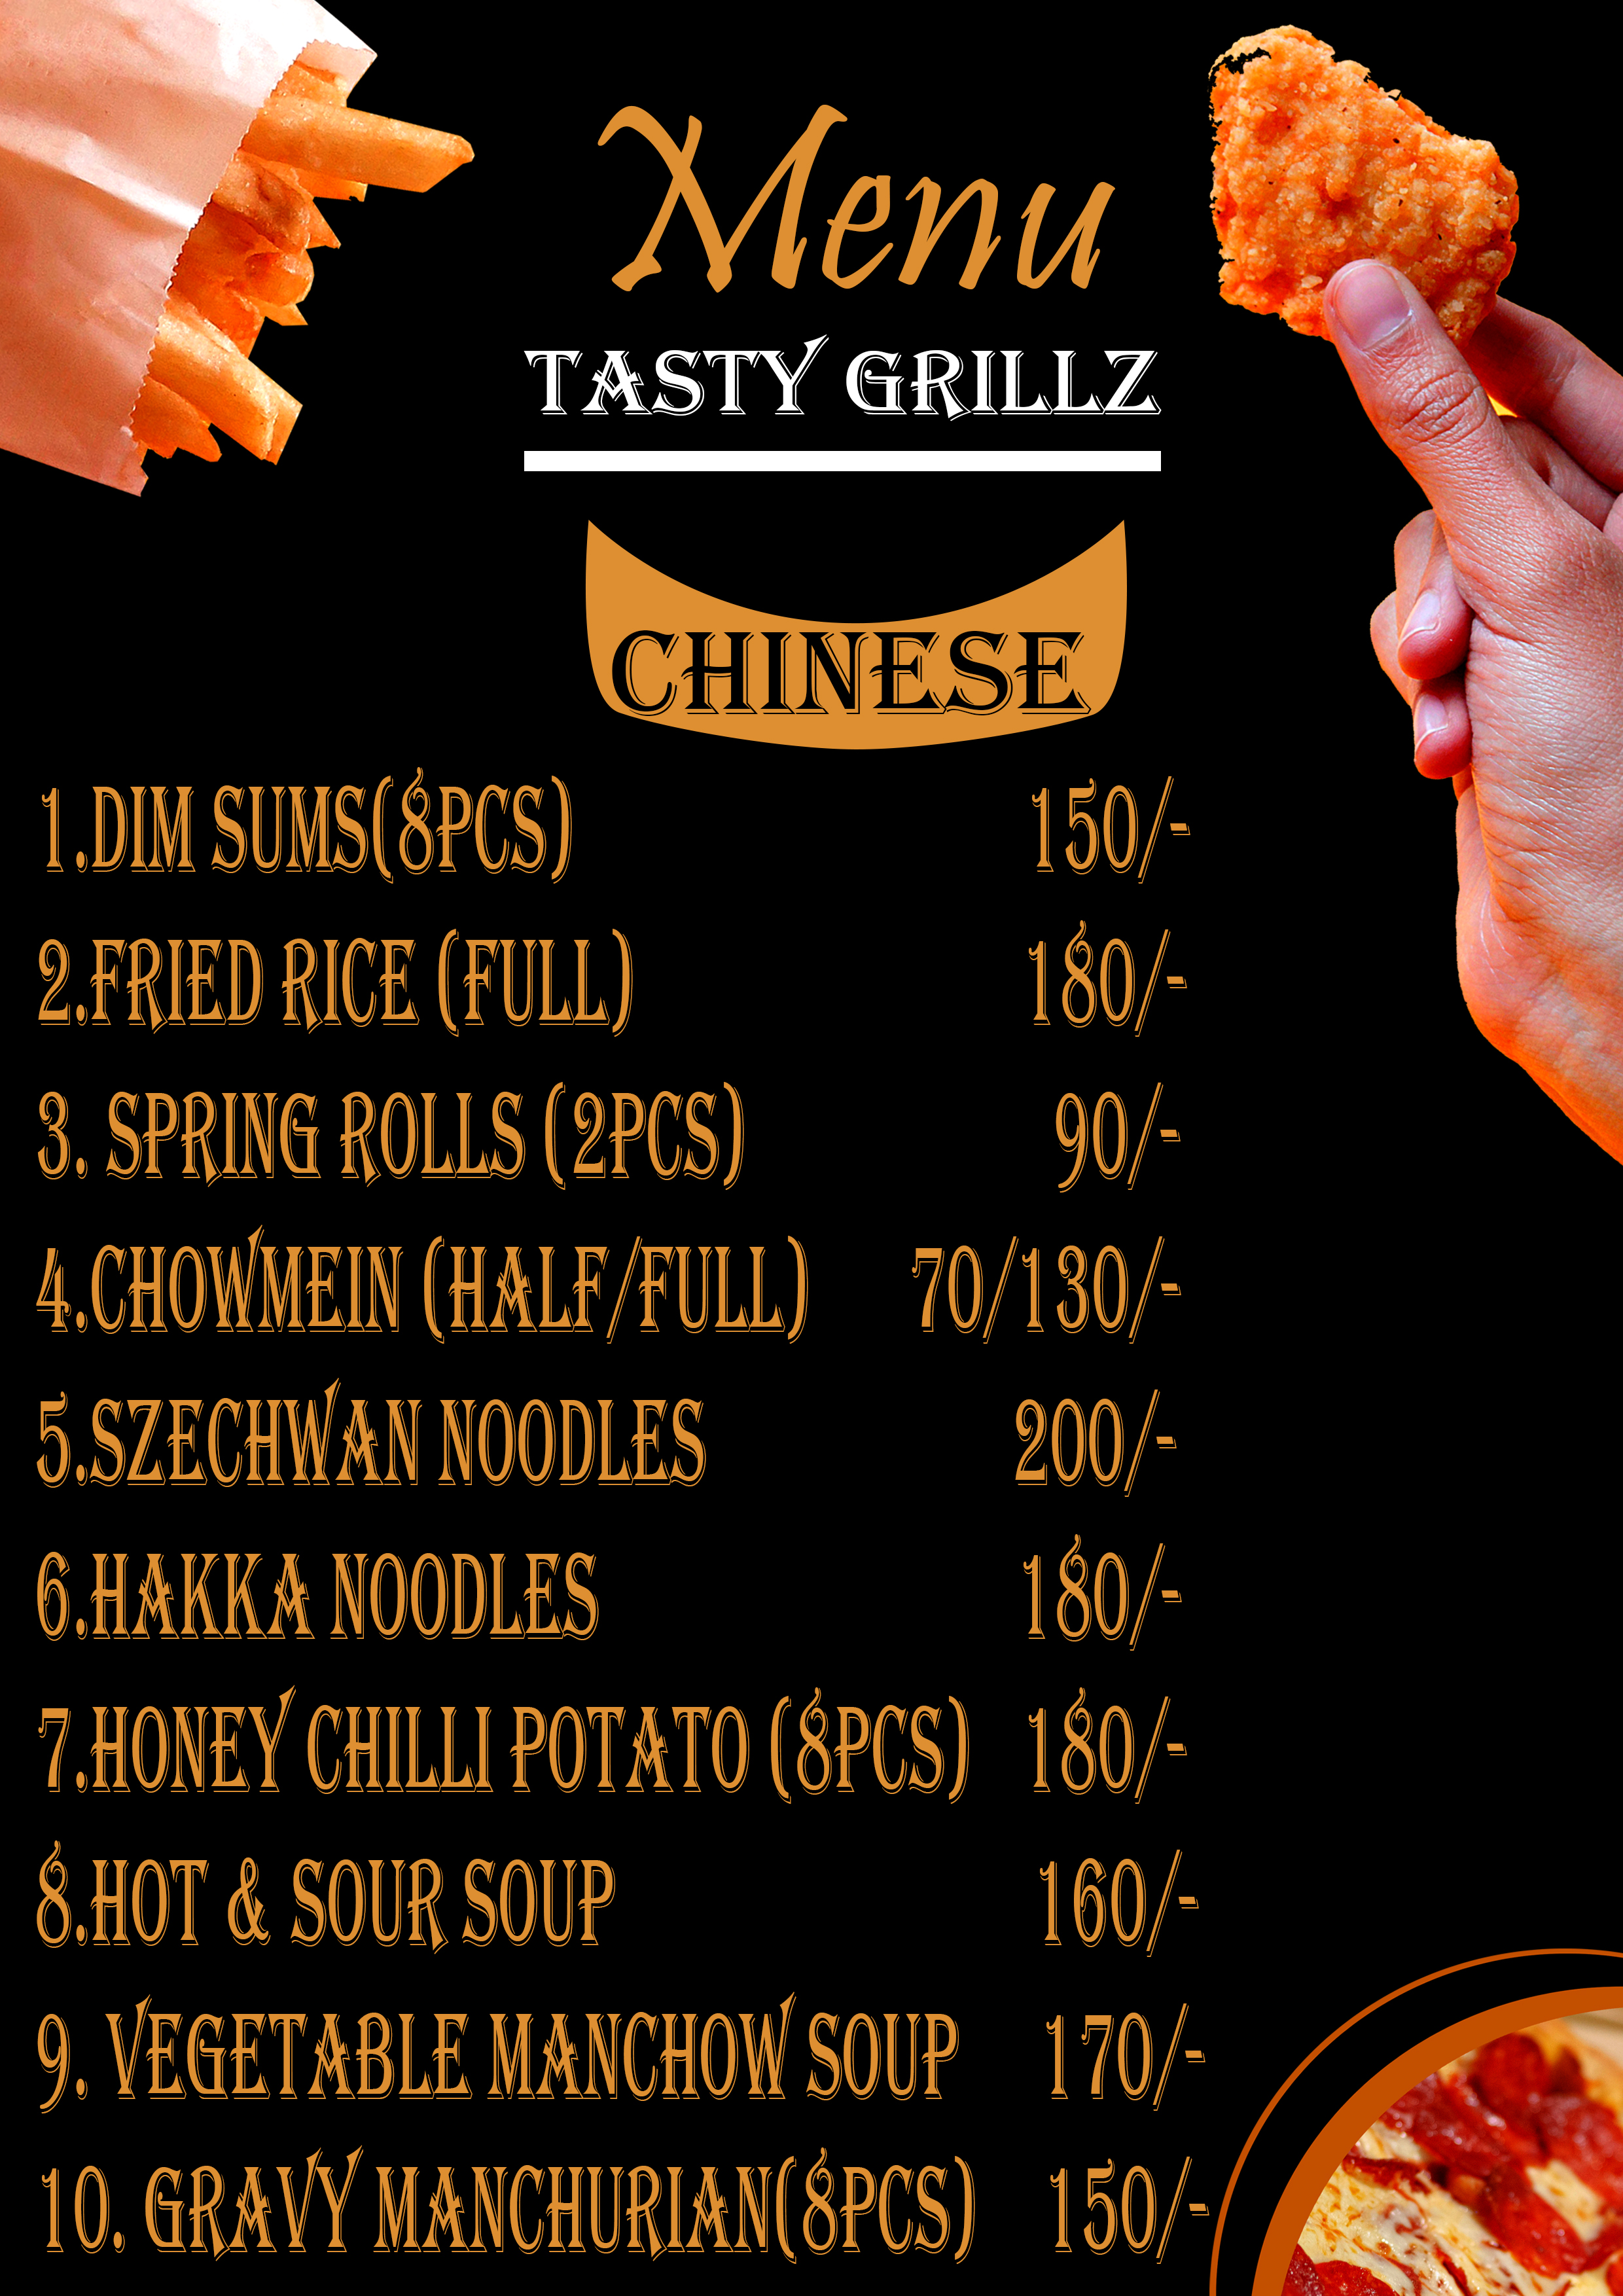 Menu
TASTY GRILLZ
CHINESE
1.DIM SUMS(8PCS) 150/-
2.FRIED RICE (FULL) 180/-
3. SPRING ROLLS (2PCS) 90/-
4.CHOWMEIN (HALF/FULL) 70/130/-
5.SZECHWAN NOODLES 200/-
6.HAKKA NOODLES 180/-
7.HONEY CHILLI POTATO (8PCS) 180/-
8.HOT & SOUR SOUP 160/-
9. VEGETABLE MANCHOW SOUP 170/-
10. GRAVY MANCHURIAN(8PCS) 150/-